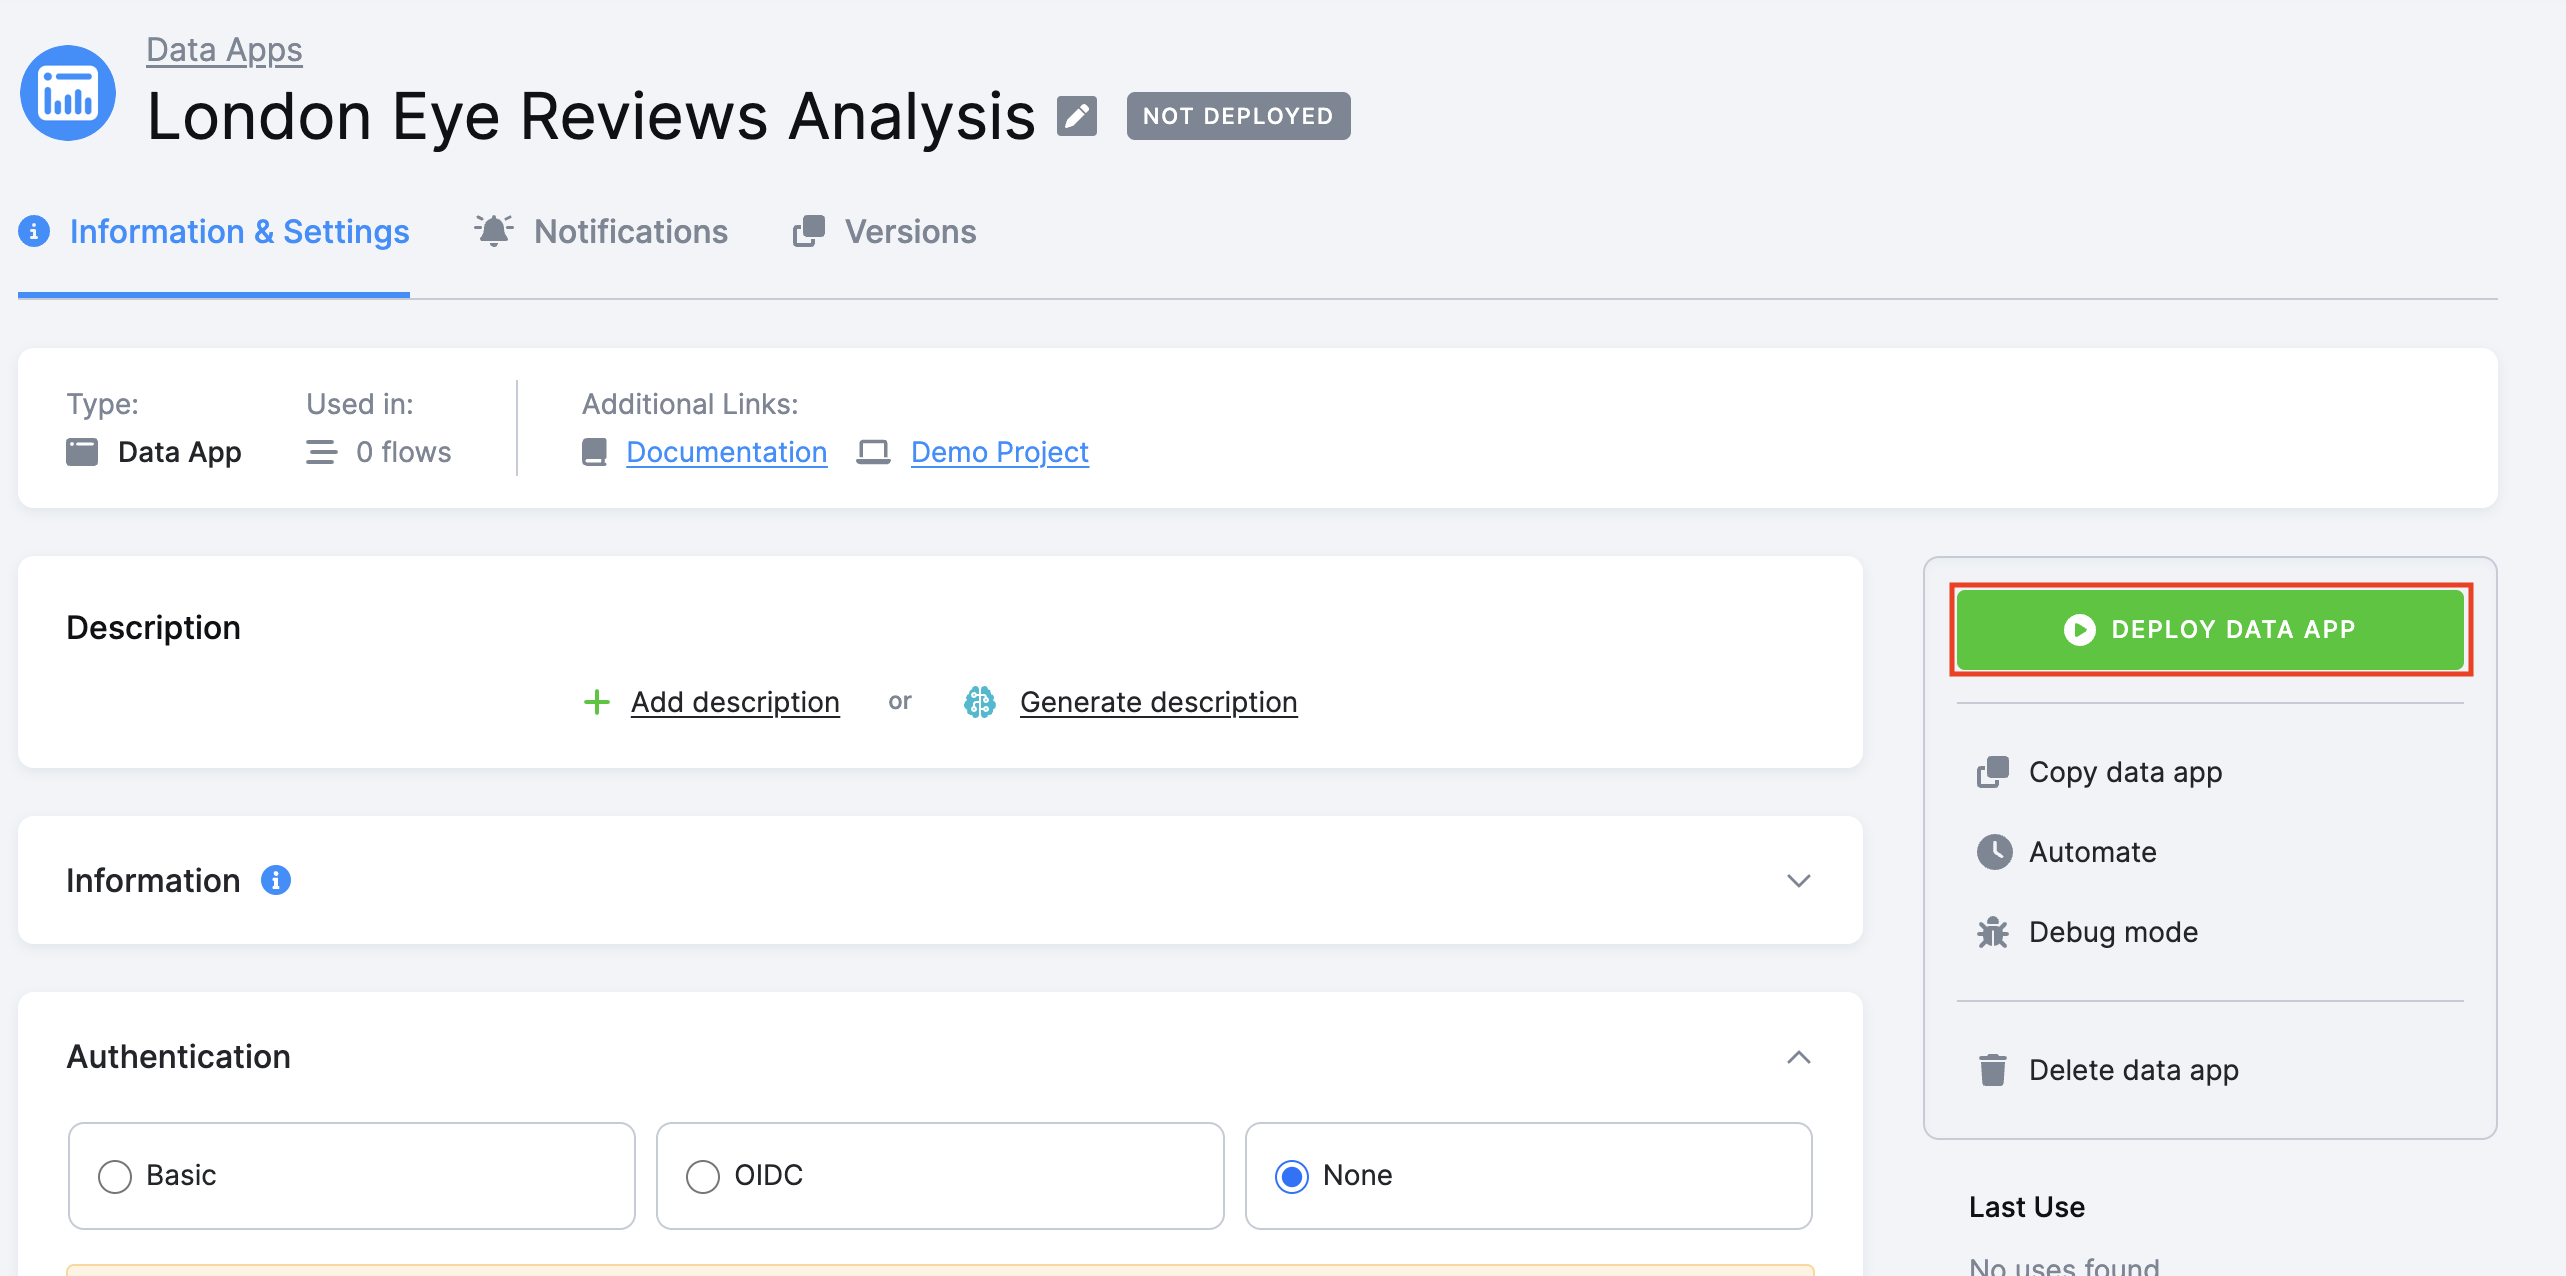 Data Apps
London Eye Reviews Analysis
NOT DEPLOYED
Information & Settings
Notifications
Versions
Type:
Data App
Used in:
0 flows
Additional Links:
Documentation
Demo Project
Description
Add description or Generate description
Information
Authentication
Basic
OIDC
None
DEPLOY DATA APP
Copy data app
Automate
Debug mode
Delete data app
Last Use
No uses found